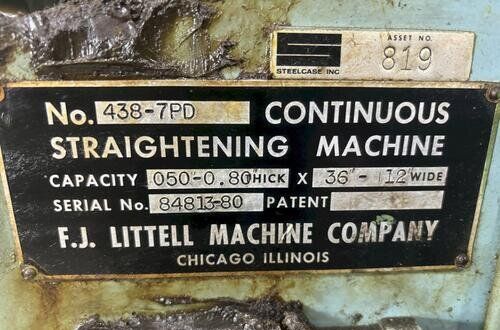 ASSET NO.
STEELCASE INC
819
No. 438-7PD CONTINUOUS
STRAIGHTENING MACHINE
CAPACITY .050-0.80"HICK X 36"-12" WIDE
SERIAL No. 84813-80 PATENT
F.J. LITTELL MACHINE COMPANY
CHICAGO ILLINOIS